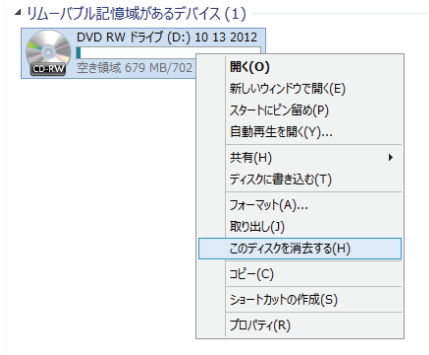 リムーバブル記憶域があるデバイス (1)
DVD RW ドライブ (D:) 10 13 2012
CD-RW
空き領域 679 MB/702
開く(O)
新しいウィンドウで開く(E)
スタートにピン留め(P)
自動再生を開く(Y)...
共有(H)
ディスクに書き込む(T)
フォーマット(A)...
取り出し(J)
このディスクを消去する(H)
コピー(C)
ショートカットの作成(S)
プロパティ(R)